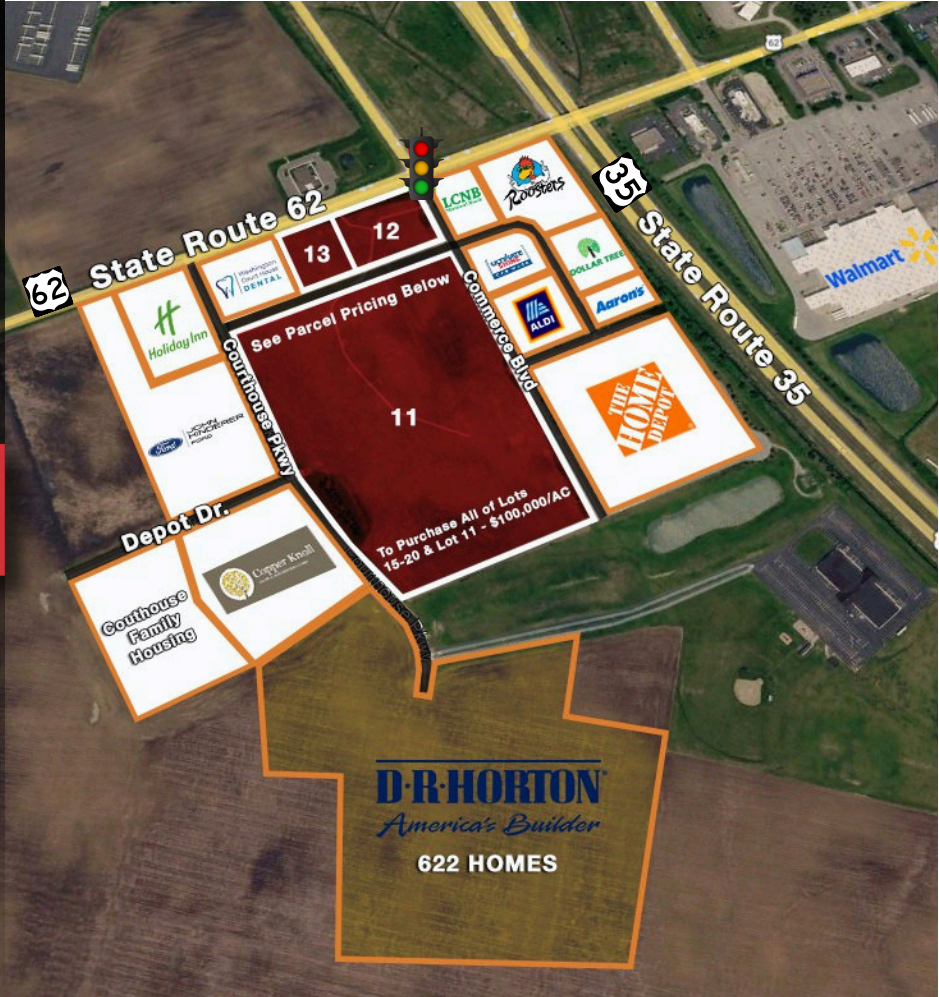 62
State Route 62
62
35
State Route 35
Walmart
LCNB
National Bank
Roosters
12
13
Washington
Court House
DENTAL
Holiday Inn
DOLLAR TREE
Aaron's
ALDI
See Parcel Pricing Below
Commerce Blvd
Courthouse Pkwy
THE
HOME
DEPOT
11
Ford
JOHN
HINDERER
FORD
To Purchase All of Lots
15-20 & Lot 11 - $100,000/AC
Depot Dr.
Copper Knoll
Couthouse
Family
Housing
D·R·HORTON
America's Builder
622 HOMES